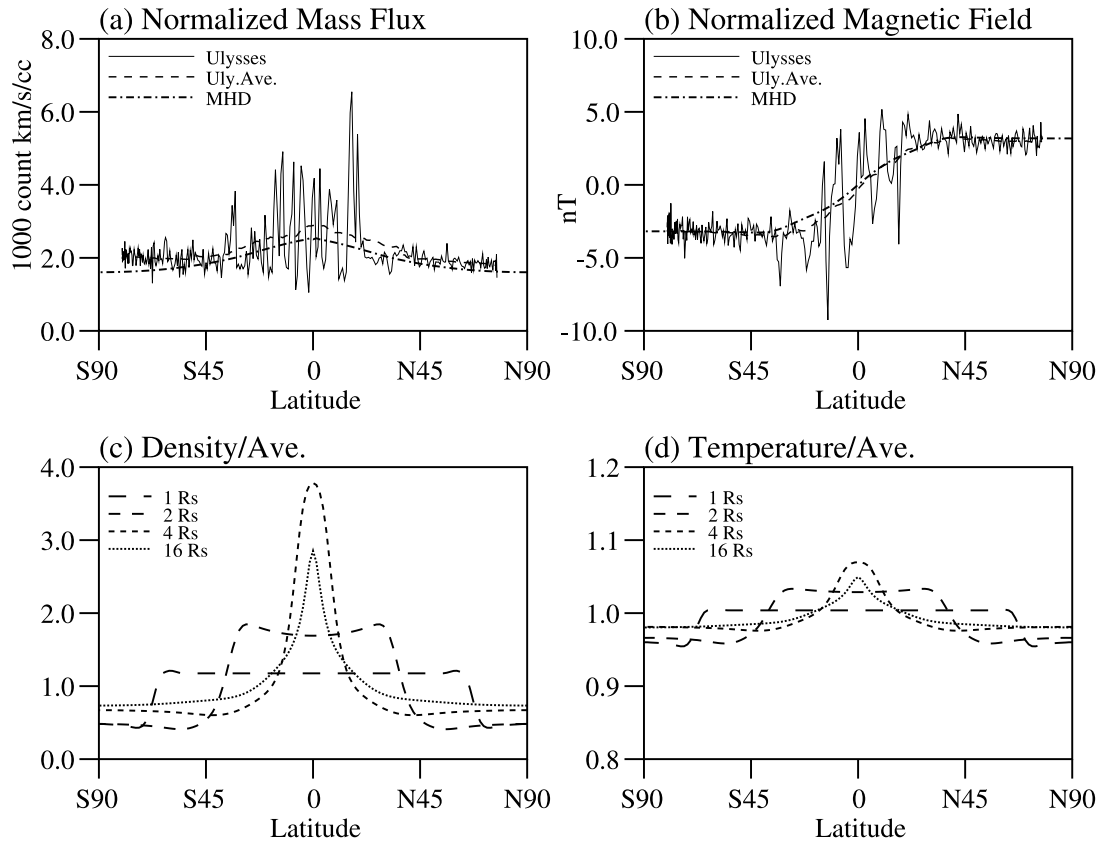 (a) Normalized Mass Flux
8.0
6.0
4.0
2.0
0.0
1000 count km/s/cc
Ulysses
Uly.Ave.
MHD
S90 S45 0 N45 N90
Latitude
(b) Normalized Magnetic Field
10.0
5.0
0.0
-5.0
-10.0
nT
Ulysses
Uly.Ave.
MHD
S90 S45 0 N45 N90
Latitude
(c) Density/Ave.
4.0
3.0
2.0
1.0
0.0
1 Rs
2 Rs
4 Rs
16 Rs
S90 S45 0 N45 N90
Latitude
(d) Temperature/Ave.
1.2
1.1
1.0
0.9
0.8
1 Rs
2 Rs
4 Rs
16 Rs
S90 S45 0 N45 N90
Latitude